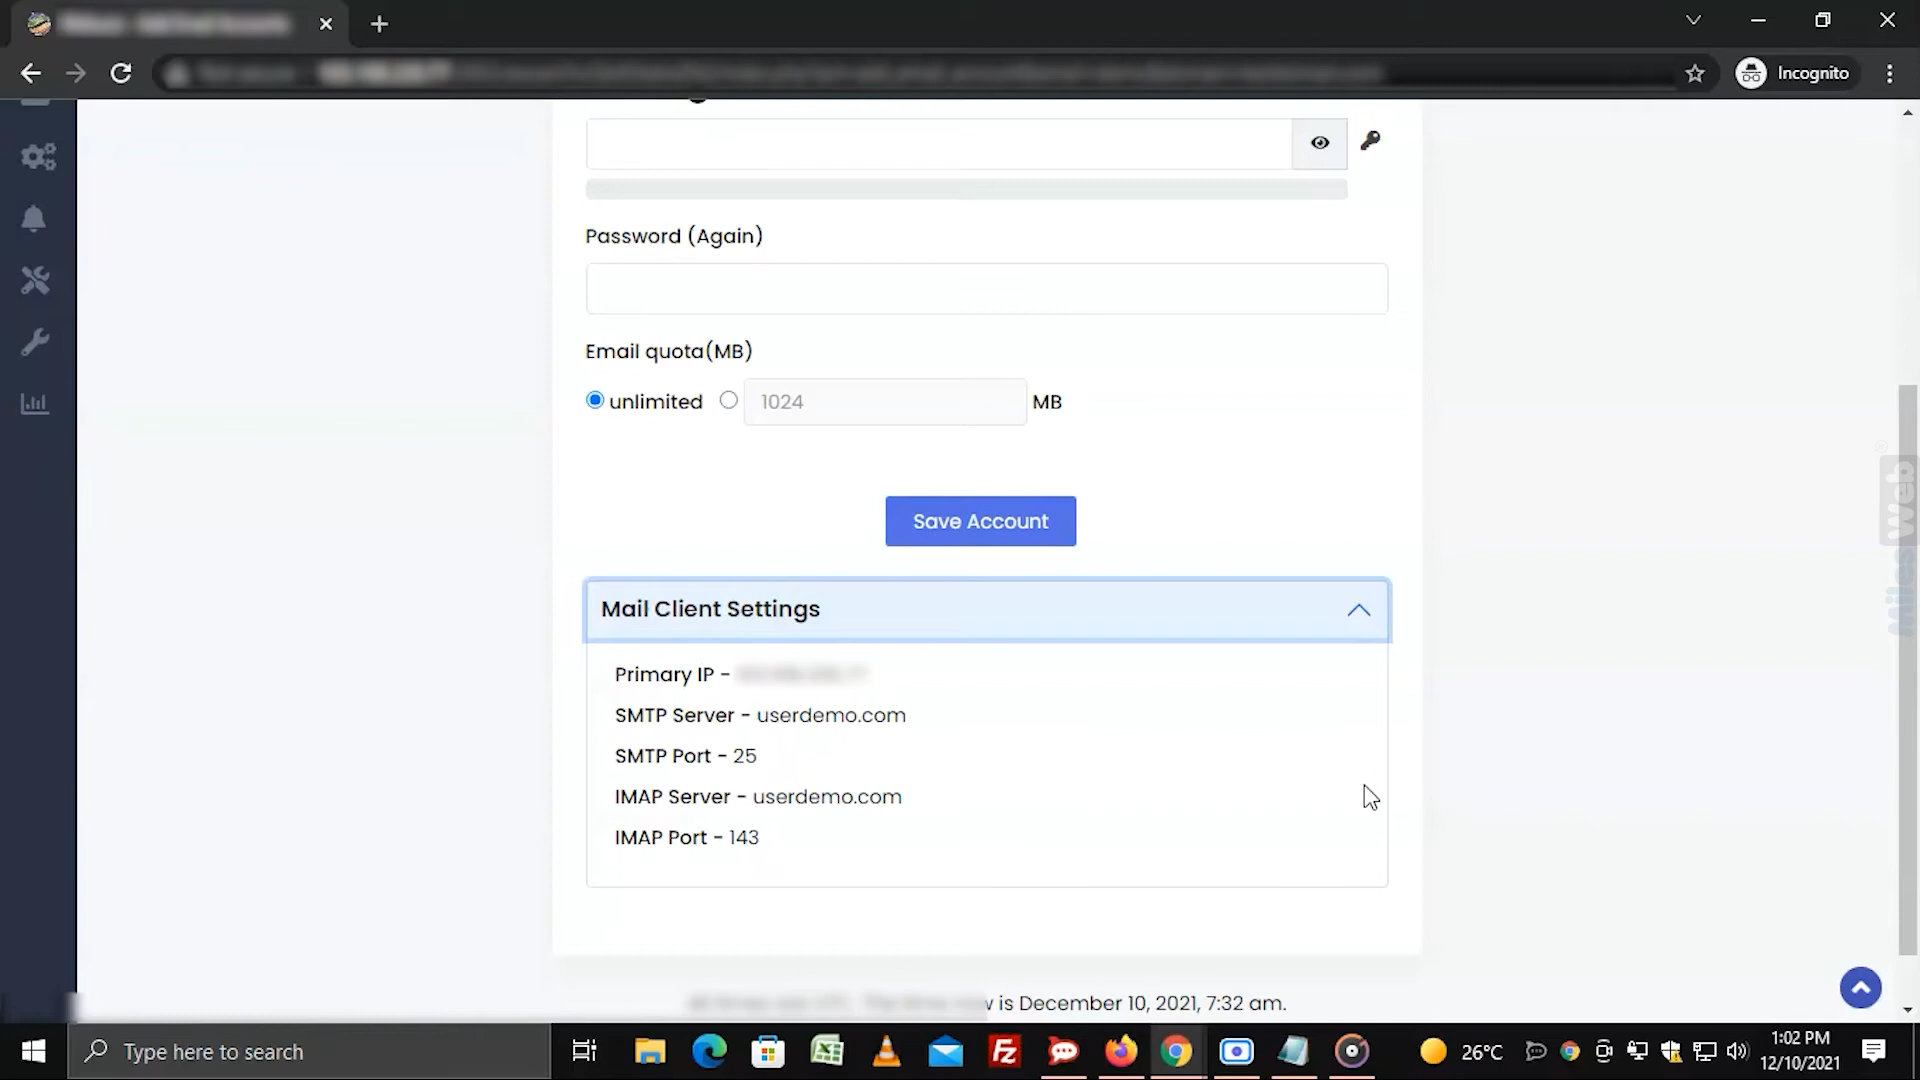 Incognito
Password (Again)
Email quota(MB)
unlimited 1024 MB
Save Account
Mail Client Settings
Primary IP -
SMTP Server - userdemo.com
SMTP Port - 25
IMAP Server - userdemo.com
IMAP Port - 143
MilesWeb
is December 10, 2021, 7:32 am.
Type here to search
26°C
1:02 PM
12/10/2021